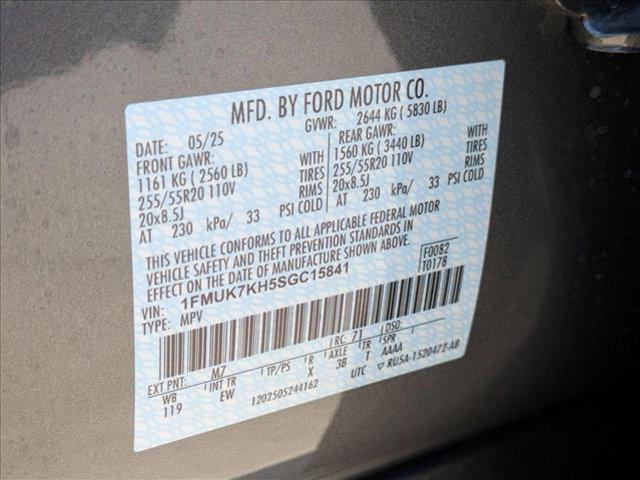 MFD. BY FORD MOTOR CO.
DATE: 05/25 GVWR: 2644 KG ( 5830 LB)
FRONT GAWR: REAR GAWR:
1161 KG ( 2560 LB) WITH 1560 KG ( 3440 LB) WITH
255/55R20 110V TIRES 255/55R20 110V TIRES
20x8.5J RIMS 20x8.5J RIMS
AT 230 kPa/ 33 PSI COLD AT 230 kPa/ 33 PSI COLD
THIS VEHICLE CONFORMS TO ALL APPLICABLE FEDERAL MOTOR
VEHICLE SAFETY AND THEFT PREVENTION STANDARDS IN
EFFECT ON THE DATE OF MANUFACTURE SHOWN ABOVE.
VIN: 1FMUK7KH5SGC15841 F0082
TYPE: MPV T0178
EXT PNT: M7 RC: 71 DSO:
WB INT TR TP/PS R AXLE TR SPR
119 EW X 3B T AAAA
1202505244162 UTC ▽ RU5A-1520472-AB